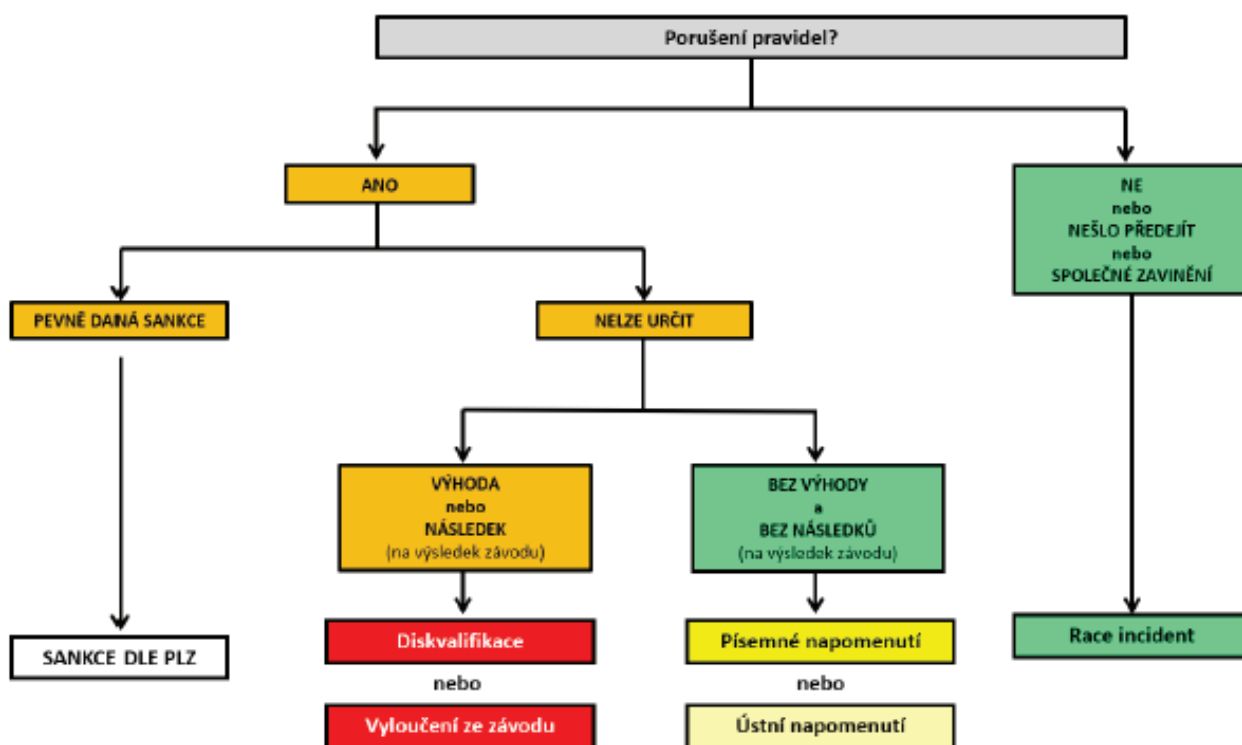 Porušení pravidel?
ANO
NE
nebo
NEŠLO PŘEDEJÍT
nebo
SPOLEČNÉ ZAVINĚNÍ
PEVNĚ DANÁ SANKCE
NELZE URČIT
VÝHODA
nebo
NÁSLEDEK
(na výsledek závodu)
BEZ VÝHODY
a
BEZ NÁSLEDKŮ
(na výsledek závodu)
SANKCE DLE PLZ
Diskvalifikace
nebo
Vyloučení ze závodu
Písemné napomenutí
nebo
Ústní napomenutí
Race incident